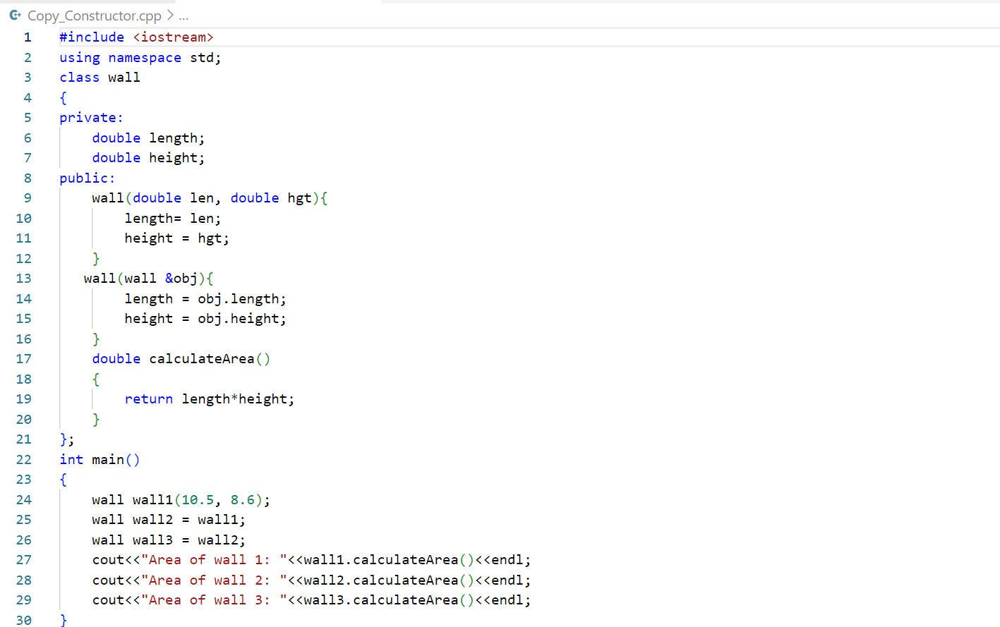 Copy_Constructor.cpp > ...
1 #include <iostream>
2 using namespace std;
3 class wall
4 {
5 private:
6     double length;
7     double height;
8 public:
9     wall(double len, double hgt){
10         length= len;
11         height = hgt;
12     }
13    wall(wall &obj){
14         length = obj.length;
15         height = obj.height;
16     }
17     double calculateArea()
18     {
19         return length*height;
20     }
21 };
22 int main()
23 {
24     wall wall1(10.5, 8.6);
25     wall wall2 = wall1;
26     wall wall3 = wall2;
27     cout<<"Area of wall 1: "<<wall1.calculateArea()<<endl;
28     cout<<"Area of wall 2: "<<wall2.calculateArea()<<endl;
29     cout<<"Area of wall 3: "<<wall3.calculateArea()<<endl;
30 }